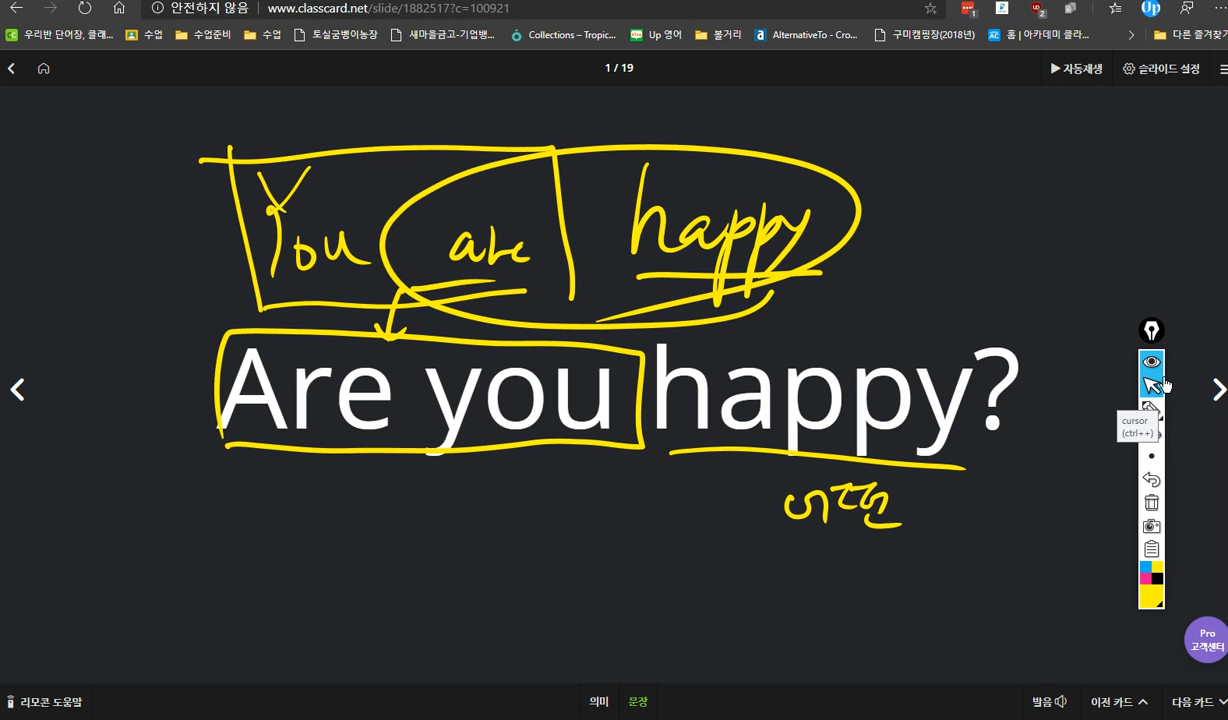 안전하지 않음 www.classcard.net/slide/1882517?c=100921
우리반 단어장, 클래... 수업 수업준비 수업 토실굼벵이농장 새마을금고-기업뱅... Collections – Tropic... Up 영어 볼거리 AlternativeTo - Cro... 구미캠핑장(2018년) 홈 | 아카데미 클라... 다른 즐겨찾기
1 / 19
자동재생 슬라이드 설정
You are happy
Are you happy?
cursor
(ctrl++)
Pro
고객센터
리모콘 도움말 의미 문장 발음 이전 카드 다음 카드